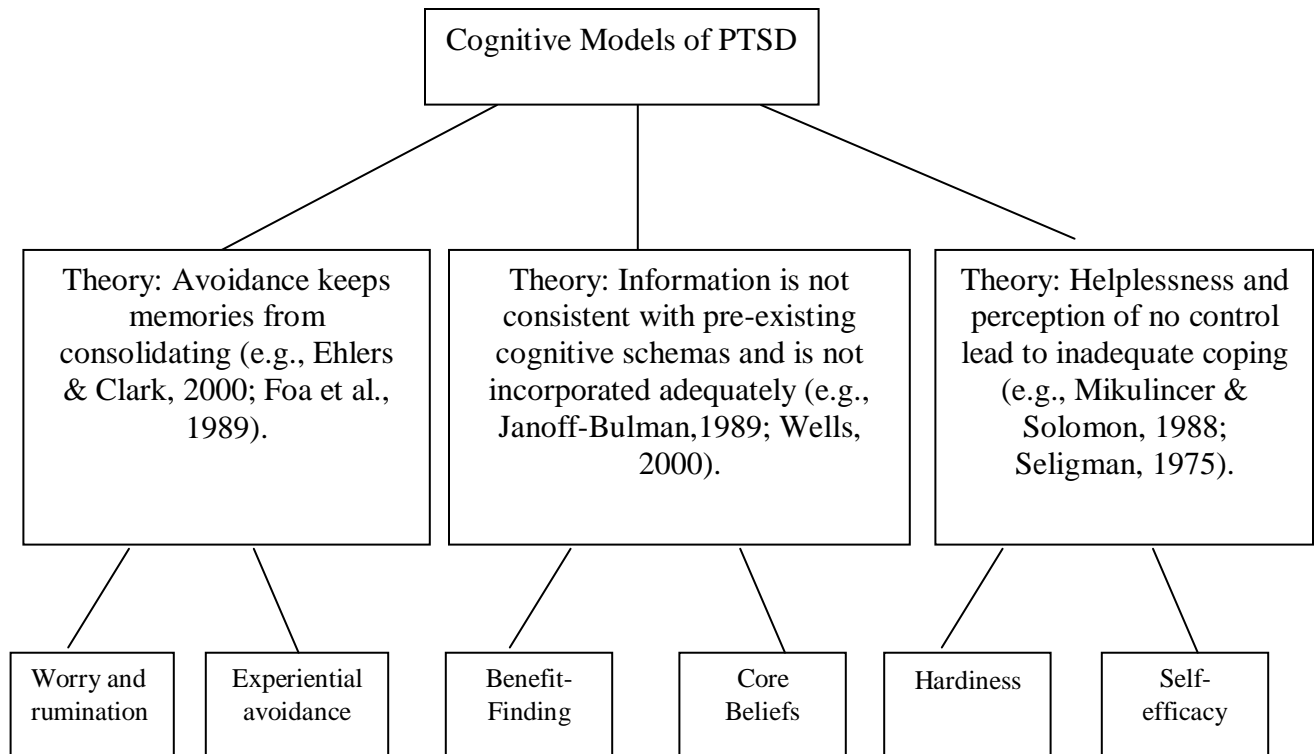 Cognitive Models of PTSD
Theory: Avoidance keeps
memories from
consolidating (e.g., Ehlers
& Clark, 2000; Foa et al.,
1989).
Theory: Information is not
consistent with pre-existing
cognitive schemas and is not
incorporated adequately (e.g.,
Janoff-Bulman,1989; Wells,
2000).
Theory: Helplessness and
perception of no control
lead to inadequate coping
(e.g., Mikulincer &
Solomon, 1988;
Seligman, 1975).
Worry and
rumination
Experiential
avoidance
Benefit-
Finding
Core
Beliefs
Hardiness
Self-
efficacy